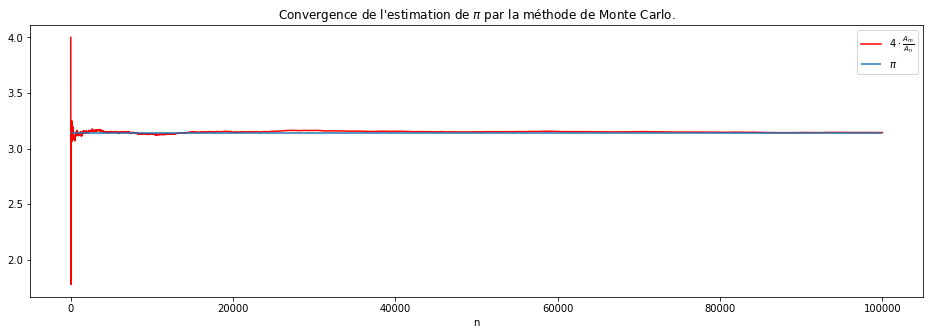 Convergence de l'estimation de π par la méthode de Monte Carlo.
4.0
3.5
3.0
2.5
2.0
4 · Aₘ/Aₙ
π
0 20000 40000 60000 80000 100000
n